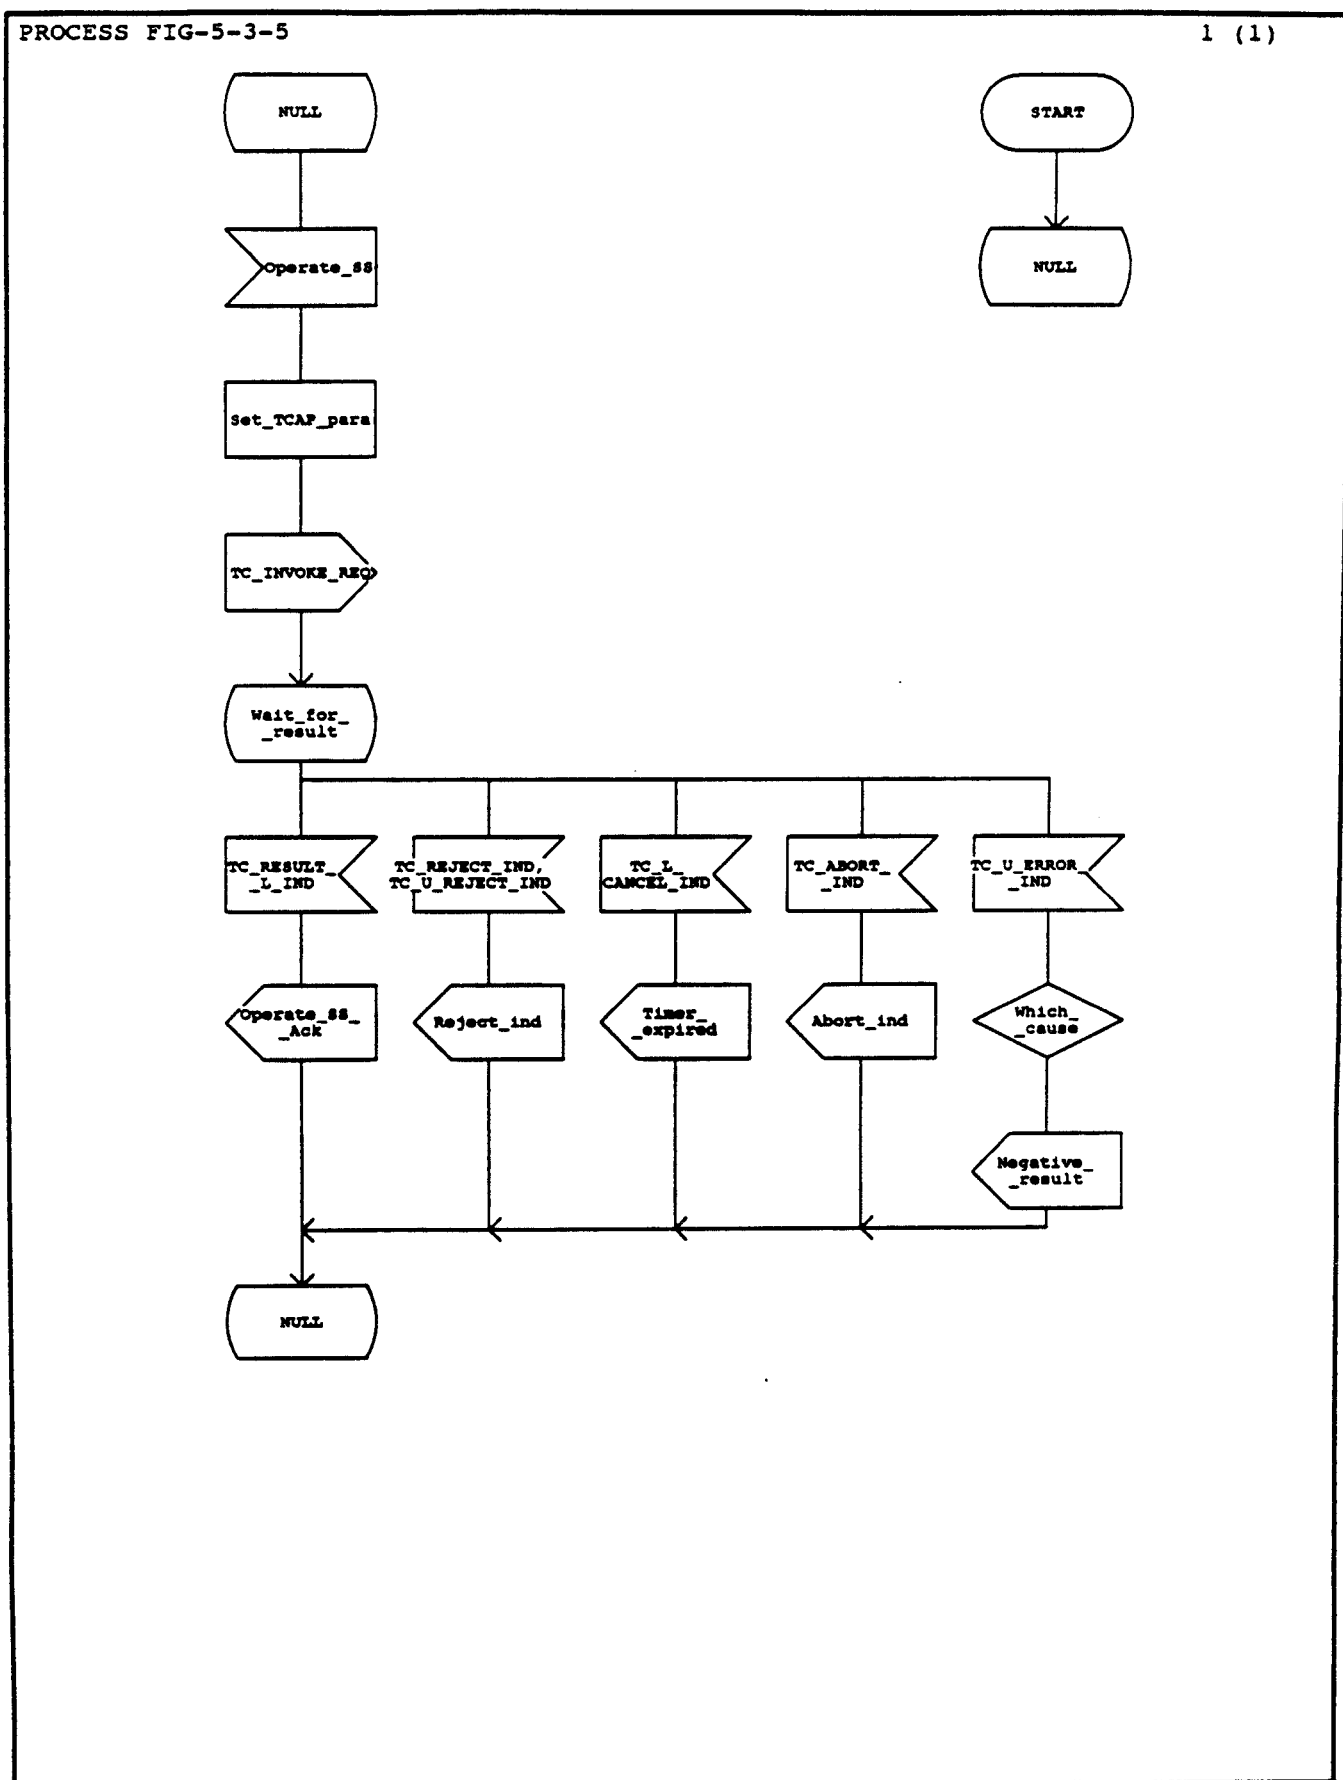 PROCESS FIG-5-3-5 1 (1)
NULL
START
Operate_SS
NULL
Set_TCAP_para
TC_INVOKE_REQ
Wait_for_
_result
TC_RESULT_
_L_IND
TC_REJECT_IND,
TC_U_REJECT_IND
TC_L_
CANCEL_IND
TC_ABORT_
_IND
TC_U_ERROR_
_IND
Operate_SS_
_Ack
Reject_ind
Timer_
_expired
Abort_ind
Which_
_cause
Negative_
_result
NULL